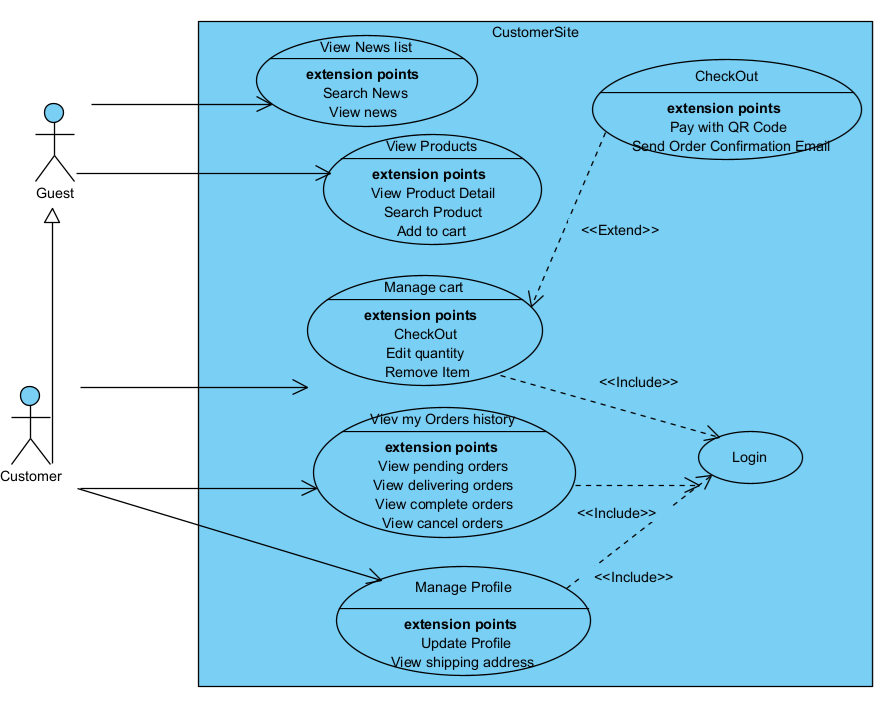 CustomerSite
View News list
extension points
Search News
View news
CheckOut
extension points
Pay with QR Code
Send Order Confirmation Email
Guest
View Products
extension points
View Product Detail
Search Product
Add to cart
<<Extend>>
Manage cart
extension points
CheckOut
Edit quantity
Remove Item
<<Include>>
Customer
Viev my Orders history
extension points
View pending orders
View delivering orders
View complete orders
View cancel orders
Login
<<Include>>
<<Include>>
Manage Profile
extension points
Update Profile
View shipping address